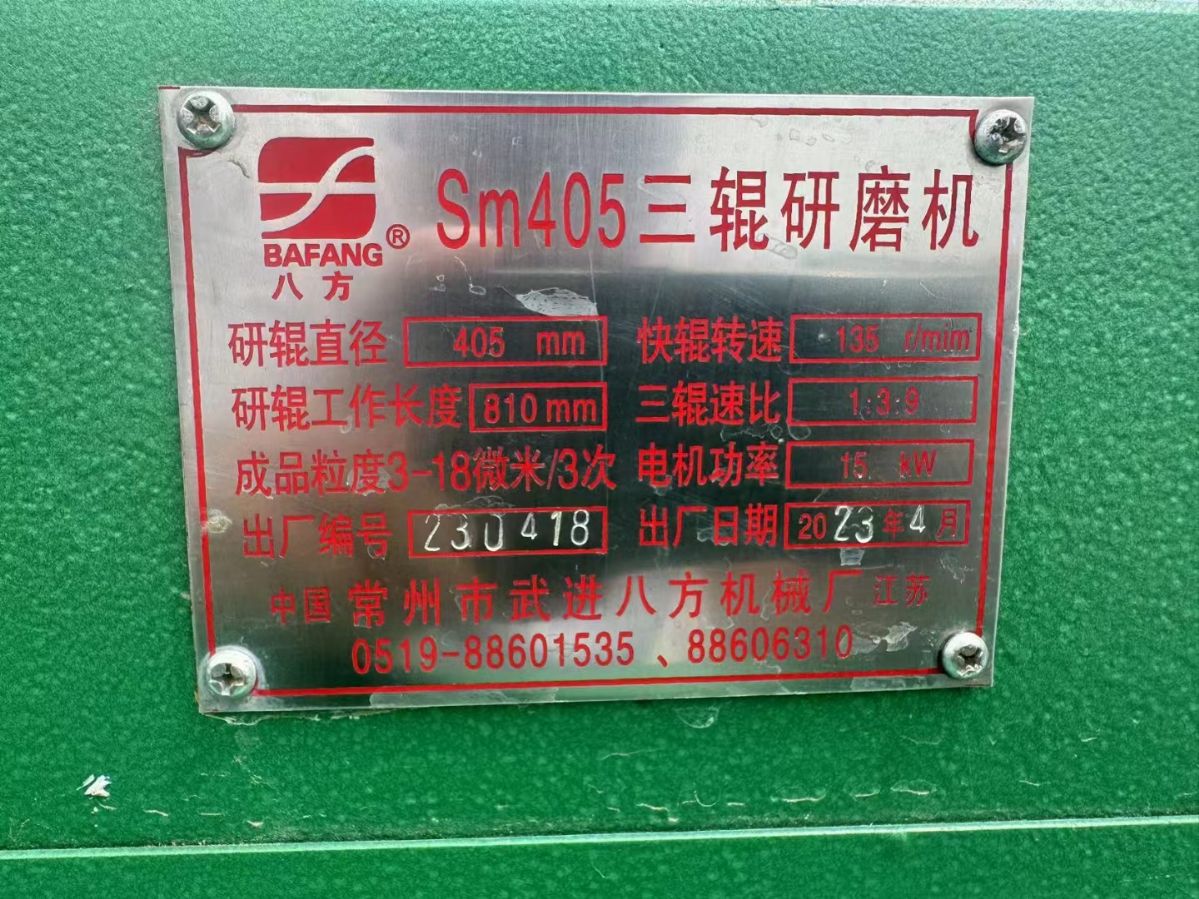 BAFANG®
八方
Sm405三辊研磨机
研辊直径 405 mm 快辊转速 135 r/mim
研辊工作长度 810 mm 三辊速比 1:3:9
成品粒度3-18微米/3次 电机功率 15 kW
出厂编号 230418 出厂日期 2023年4月
中国 常州市武进八方机械厂 江苏
0519-88601535、88606310